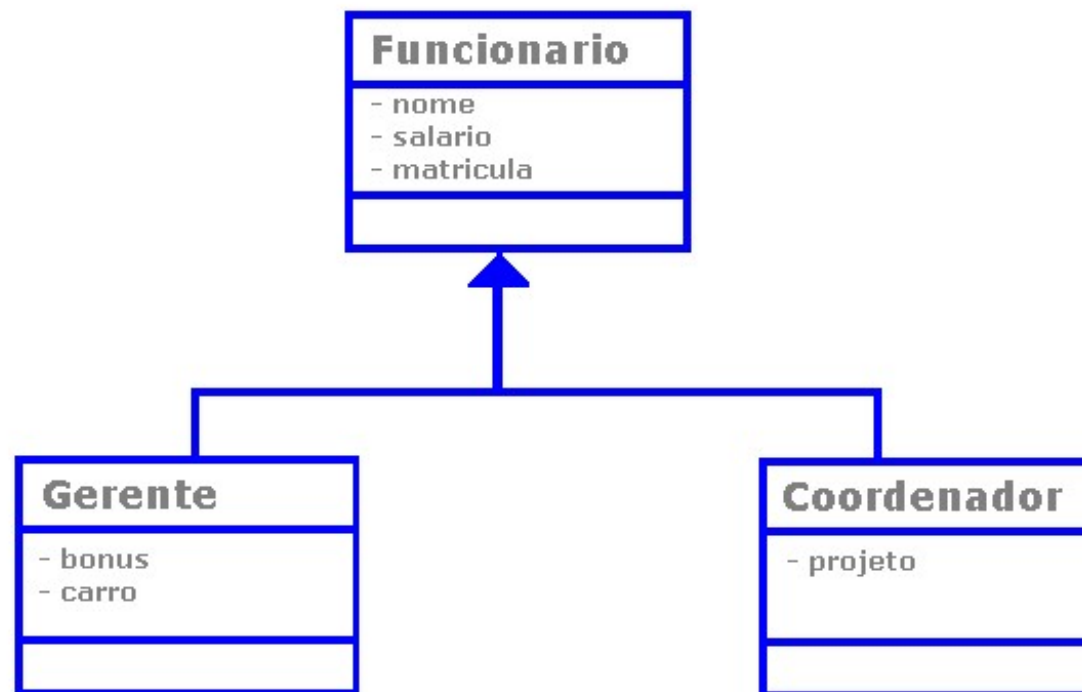 Funcionario
- nome
- salario
- matricula
Gerente
- bonus
- carro
Coordenador
- projeto